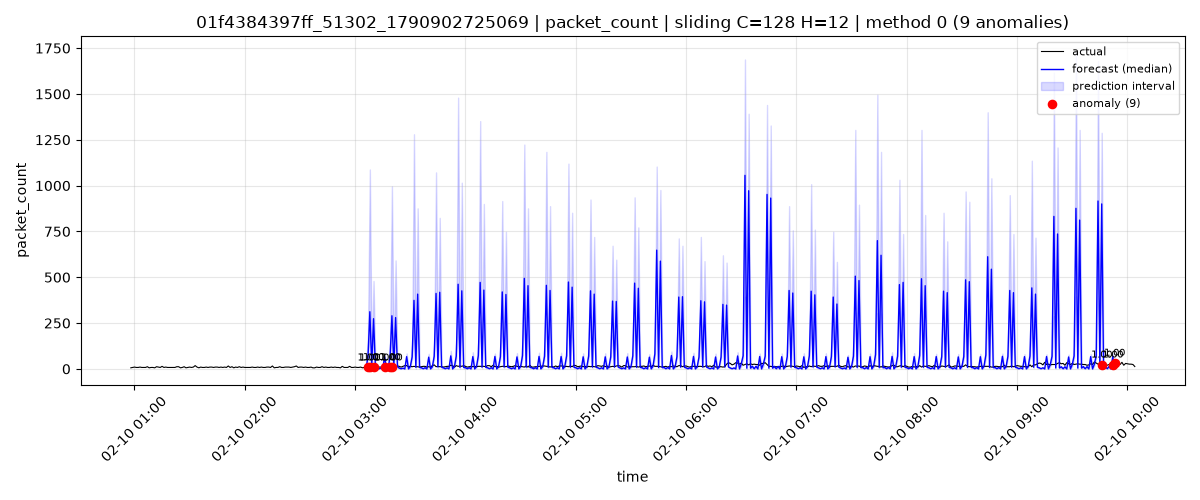 01f4384397ff_51302_1790902725069 | packet_count | sliding C=128 H=12 | method 0 (9 anomalies)
actual
forecast (median)
prediction interval
anomaly (9)
packet_count
1750
1500
1250
1000
750
500
250
0
02-10 01:00
02-10 02:00
02-10 03:00
02-10 04:00
02-10 05:00
02-10 06:00
02-10 07:00
02-10 08:00
02-10 09:00
02-10 10:00
time